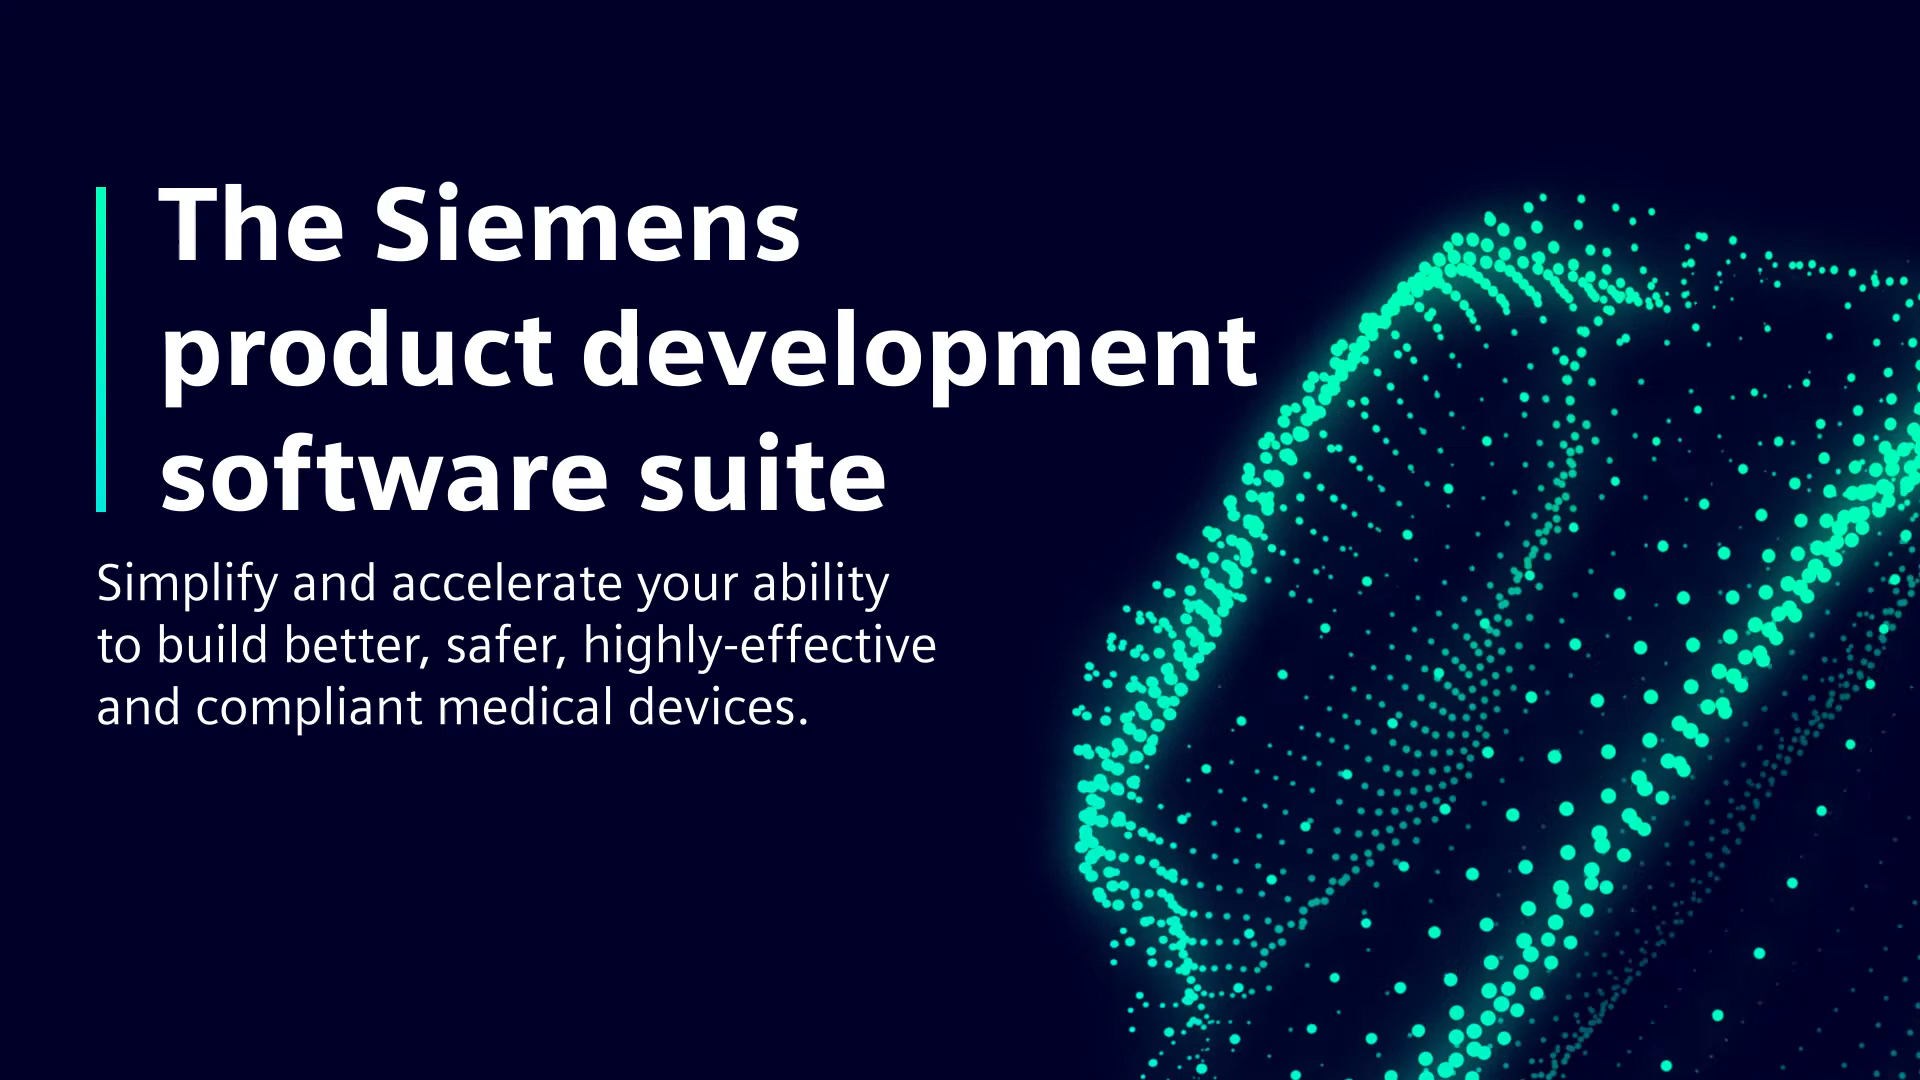 The Siemens
product development
software suite
Simplify and accelerate your ability
to build better, safer, highly-effective
and compliant medical devices.